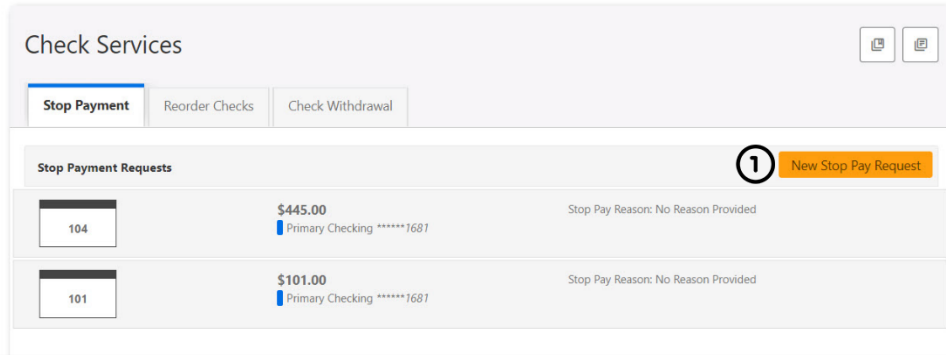 Check Services
Stop Payment Reorder Checks Check Withdrawal
Stop Payment Requests 1 New Stop Pay Request
104 $445.00 Stop Pay Reason: No Reason Provided
Primary Checking ******1681
101 $101.00 Stop Pay Reason: No Reason Provided
Primary Checking ******1681